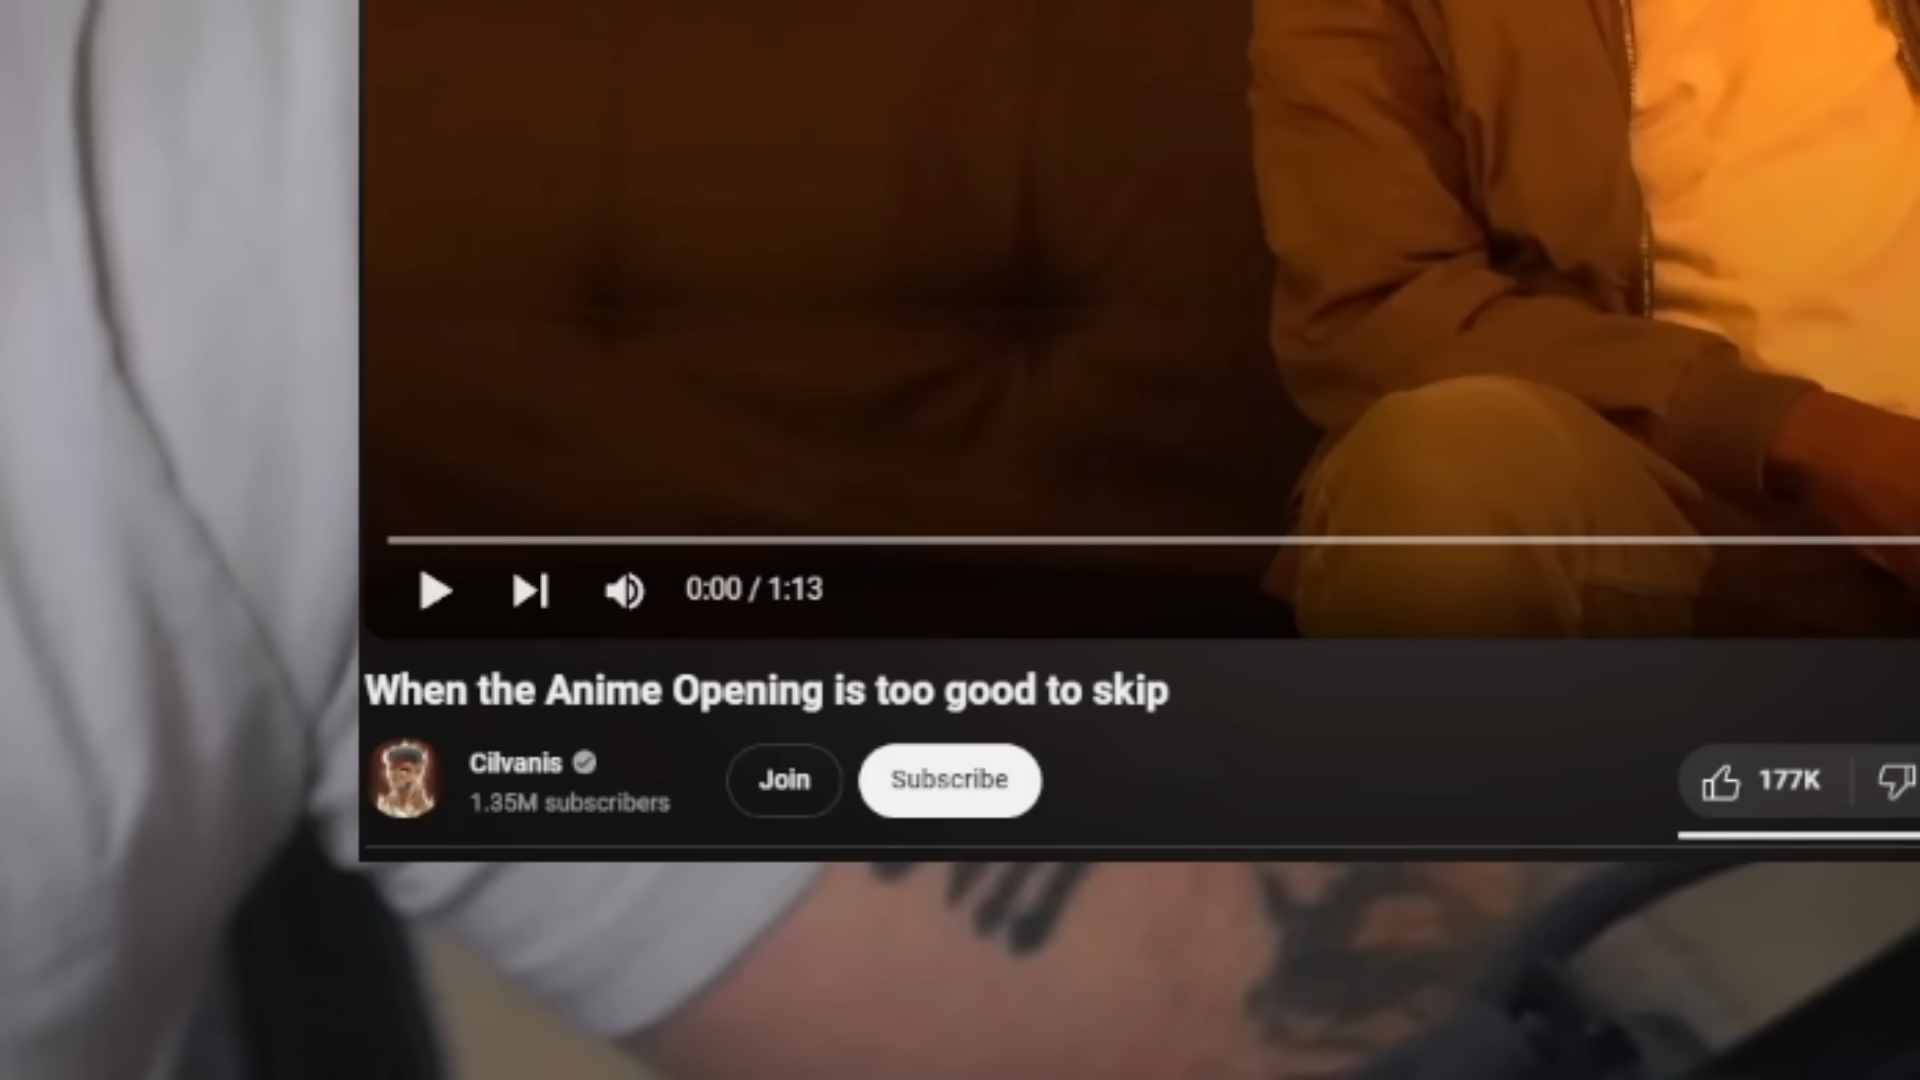 0:00 / 1:13
When the Anime Opening is too good to skip
Cilvanis
1.35M subscribers
Join
Subscribe
177K